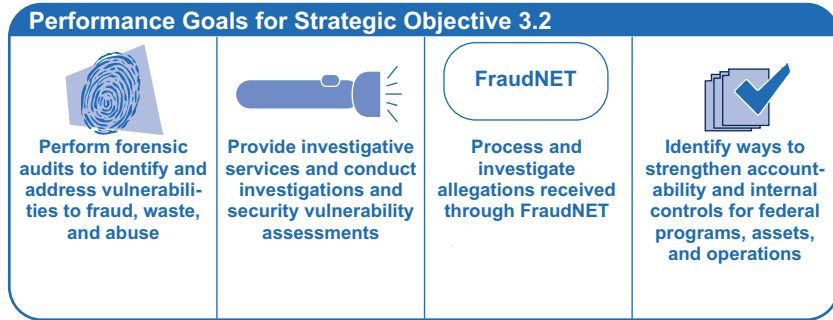 Performance Goals for Strategic Objective 3.2
Perform forensic
audits to identify and
address vulnerabili-
ties to fraud, waste,
and abuse
Provide investigative
services and conduct
investigations and
security vulnerability
assessments
FraudNET
Process and
investigate
allegations received
through FraudNET
Identify ways to
strengthen account-
ability and internal
controls for federal
programs, assets,
and operations